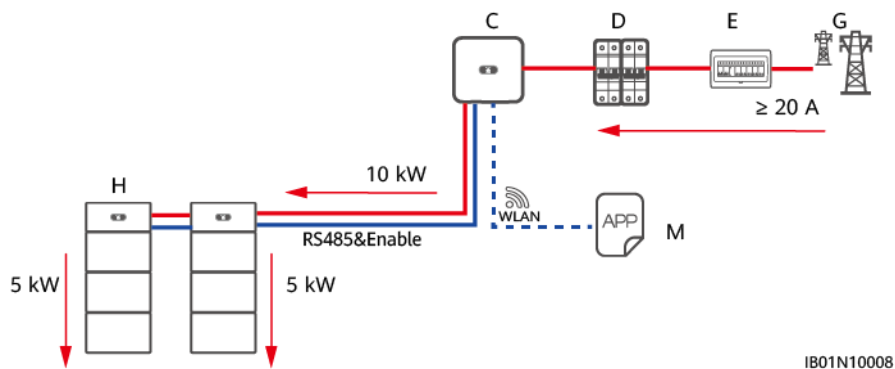 C
D
E
G
≥ 20 A
10 kW
H
WLAN
APP
M
RS485&Enable
5 kW
5 kW
IB01N10008